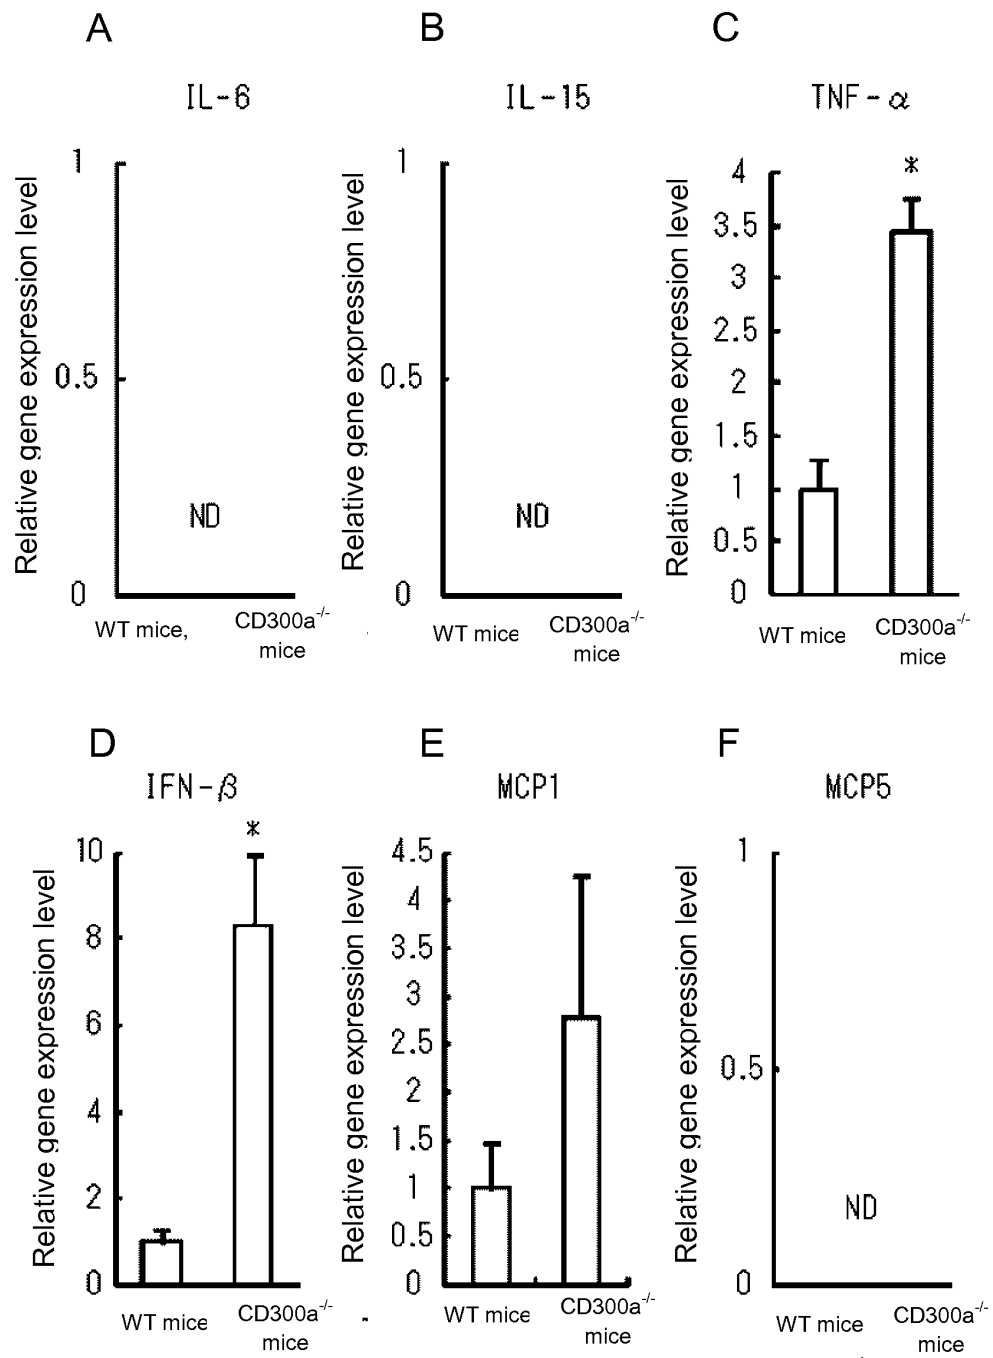 A
IL-6
Relative gene expression level
1
0.5
0
ND
WT mice,
CD300a-/-
mice
B
IL-15
Relative gene expression level
1
0.5
0
ND
WT mice
CD300a-/-
mice
C
TNF-α
Relative gene expression level
4
3.5
3
2.5
2
1.5
1
0.5
0
*
WT mice
CD300a-/-
mice
D
IFN-β
Relative gene expression level
10
8
6
4
2
0
*
WT mice
CD300a-/-
mice
E
MCP1
Relative gene expression level
4.5
4
3.5
3
2.5
2
1.5
1
0.5
0
WT mice
CD300a-/-
mice
F
MCP5
Relative gene expression level
1
0.5
0
ND
WT mice
CD300a-/-
mice